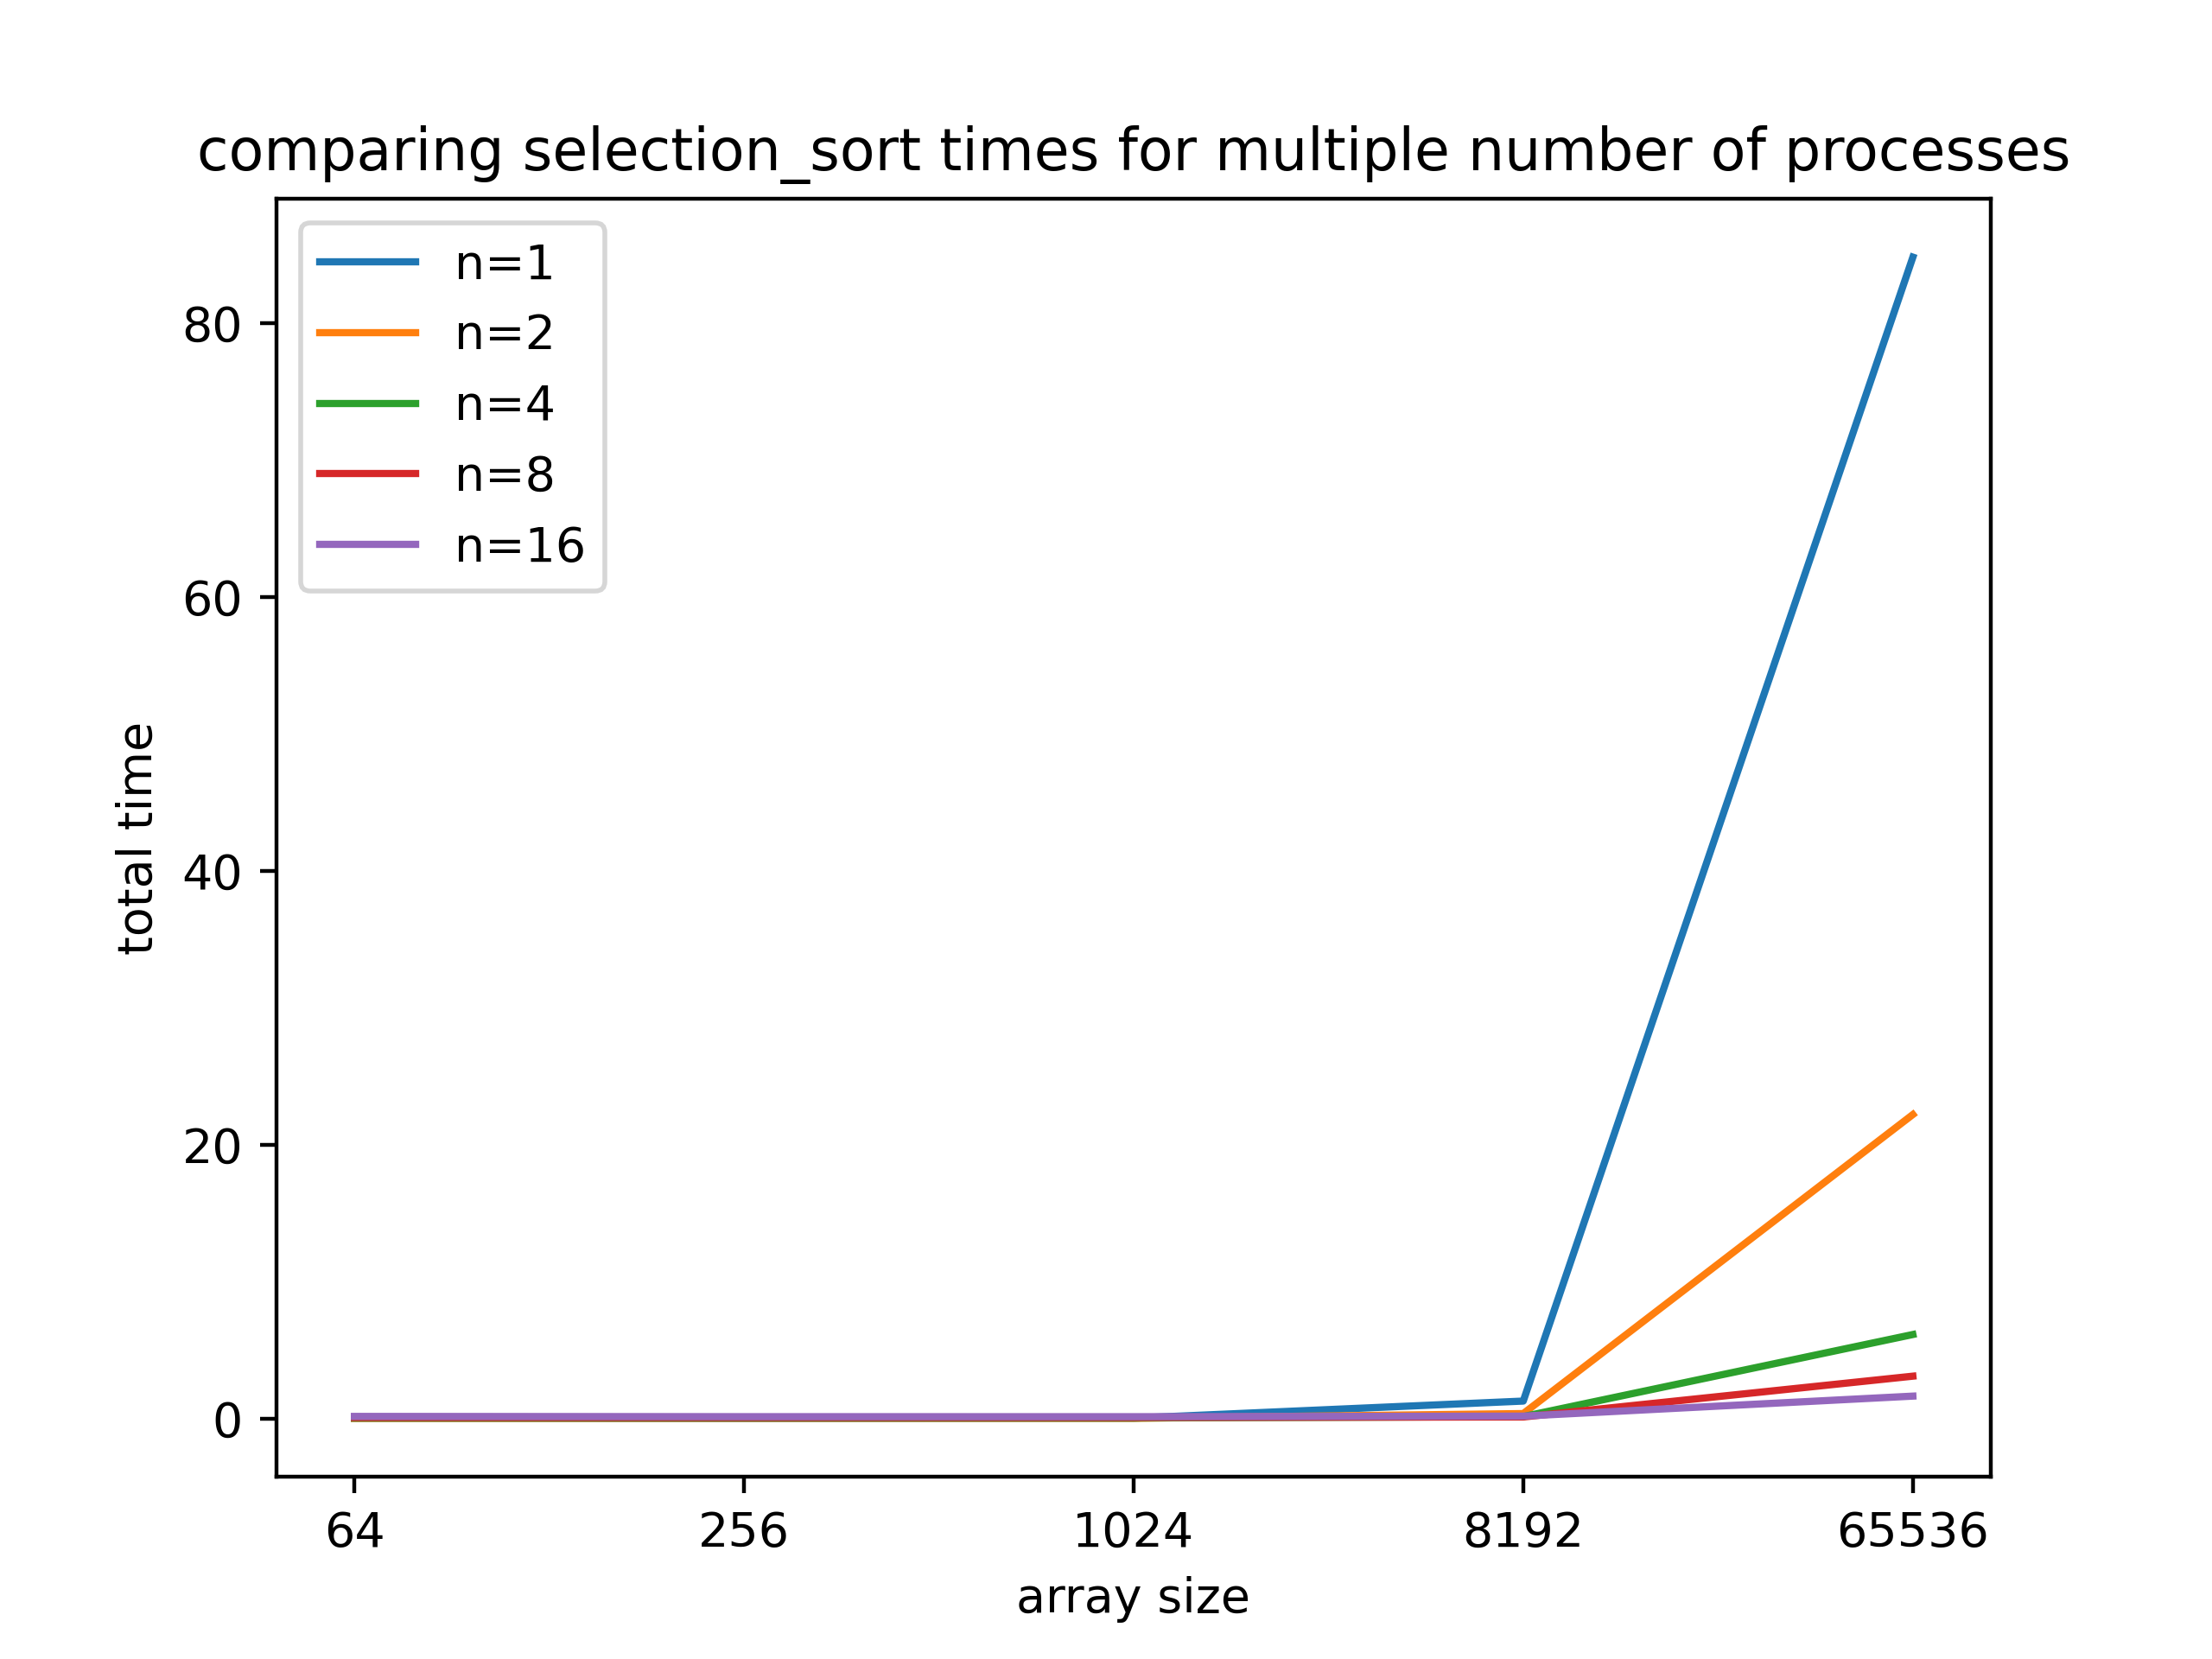 comparing selection_sort times for multiple number of processes
n=1
n=2
n=4
n=8
n=16
80
60
40
20
0
total time
64 256 1024 8192 65536
array size